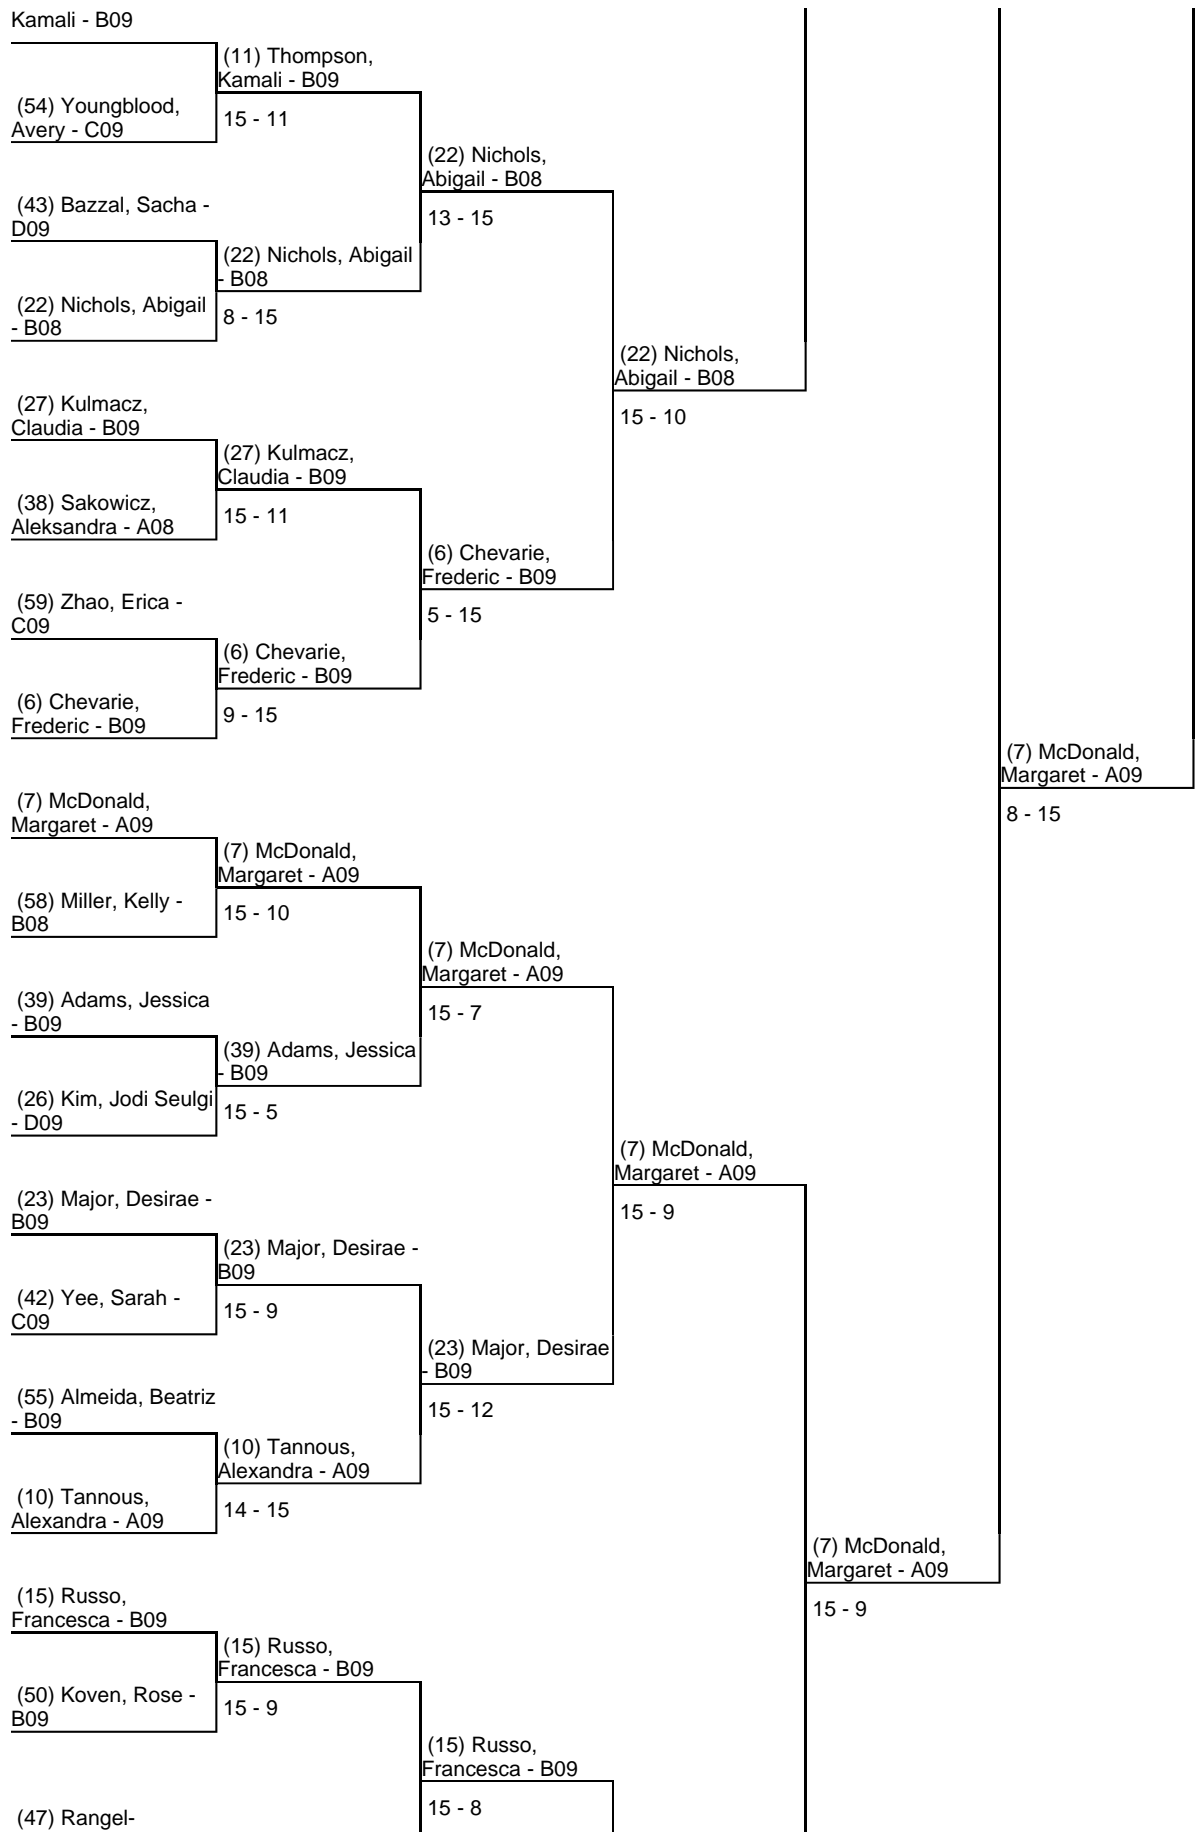 Kamali - B09
(11) Thompson,
Kamali - B09
15 - 11
(54) Youngblood,
Avery - C09
(22) Nichols,
Abigail - B08
13 - 15
(43) Bazzal, Sacha -
D09
(22) Nichols, Abigail
- B08
8 - 15
(22) Nichols, Abigail
- B08
(22) Nichols,
Abigail - B08
15 - 10
(27) Kulmacz,
Claudia - B09
(27) Kulmacz,
Claudia - B09
15 - 11
(38) Sakowicz,
Aleksandra - A08
(6) Chevarie,
Frederic - B09
5 - 15
(59) Zhao, Erica -
C09
(6) Chevarie,
Frederic - B09
9 - 15
(6) Chevarie,
Frederic - B09
(7) McDonald,
Margaret - A09
8 - 15
(7) McDonald,
Margaret - A09
(7) McDonald,
Margaret - A09
15 - 10
(58) Miller, Kelly -
B08
(7) McDonald,
Margaret - A09
15 - 7
(39) Adams, Jessica
- B09
(39) Adams, Jessica
- B09
15 - 5
(26) Kim, Jodi Seulgi
- D09
(7) McDonald,
Margaret - A09
15 - 9
(23) Major, Desirae -
B09
(23) Major, Desirae -
B09
15 - 9
(42) Yee, Sarah -
C09
(23) Major, Desirae
- B09
15 - 12
(55) Almeida, Beatriz
- B09
(10) Tannous,
Alexandra - A09
14 - 15
(10) Tannous,
Alexandra - A09
(7) McDonald,
Margaret - A09
15 - 9
(15) Russo,
Francesca - B09
(15) Russo,
Francesca - B09
15 - 9
(50) Koven, Rose -
B09
(15) Russo,
Francesca - B09
15 - 8
(47) Rangel-